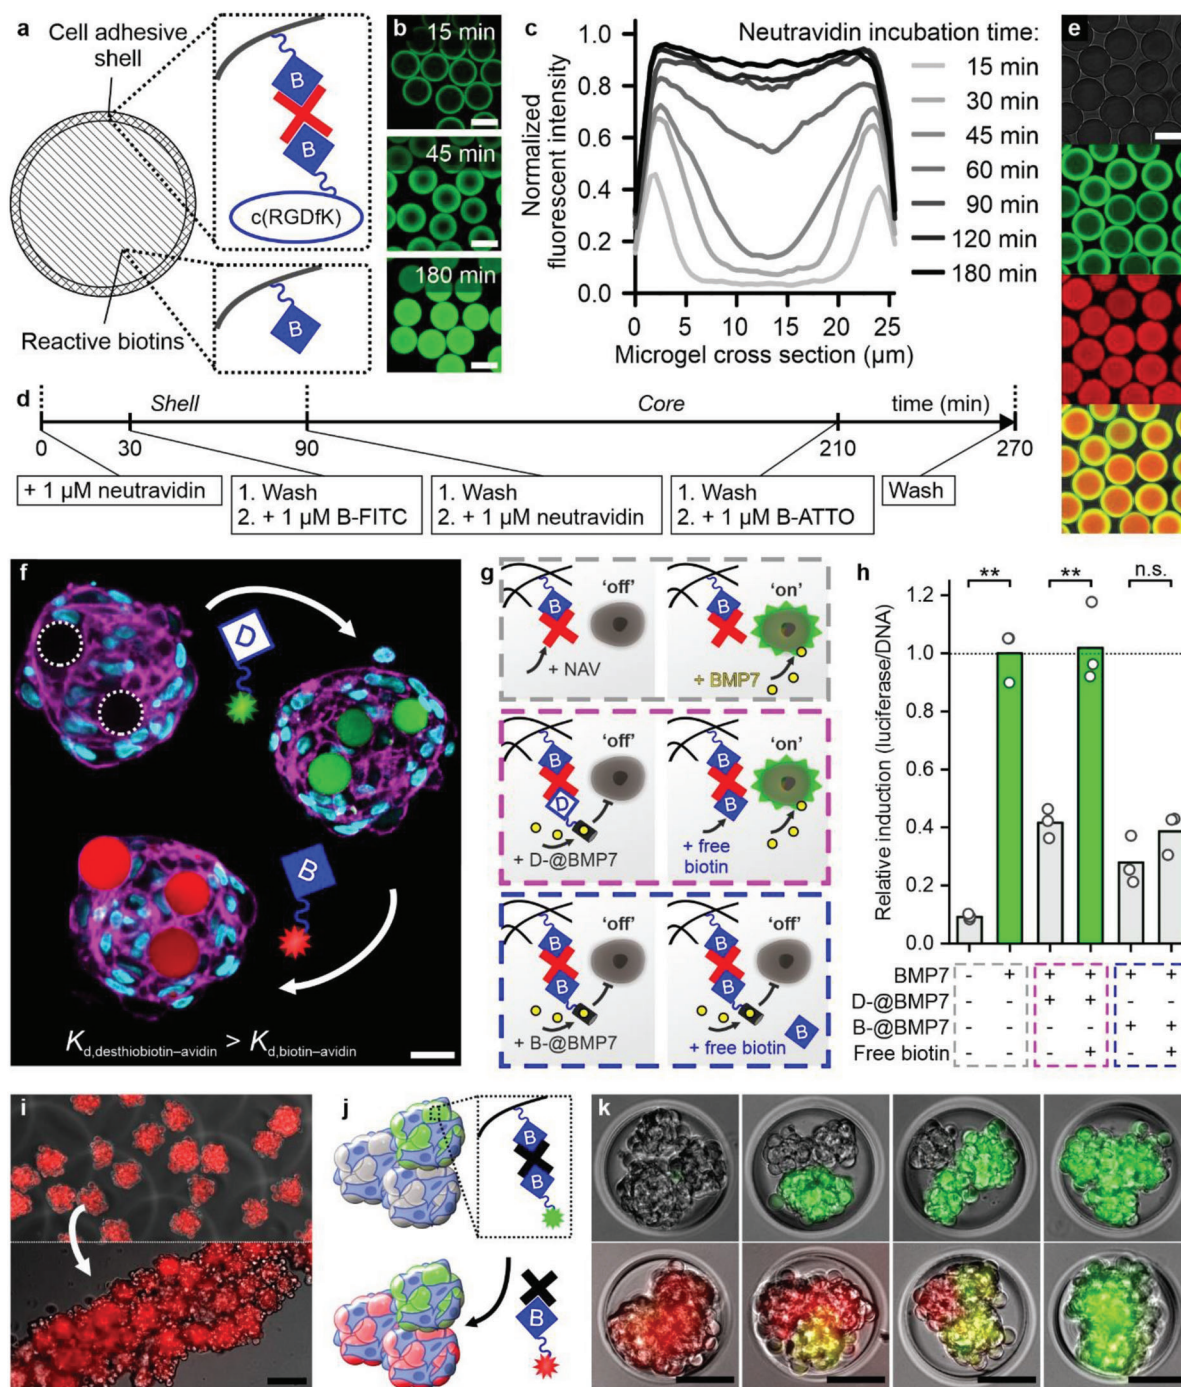 a
Cell adhesive
shell
B
B
c(RGDfK)
B
Reactive biotins
b
15 min
45 min
180 min
c
Normalized
fluorescent intensity
1.0
0.8
0.6
0.4
0.2
0.0
0
5
10
15
20
25
Microgel cross section (µm)
Neutravidin incubation time:
15 min
30 min
45 min
60 min
90 min
120 min
180 min
e
d
Shell
Core
time (min)
0
30
90
210
270
+ 1 µM neutravidin
1. Wash
2. + 1 µM B-FITC
1. Wash
2. + 1 µM neutravidin
1. Wash
2. + 1 µM B-ATTO
Wash
f
D
B
Kd,desthiobiotin–avidin > Kd,biotin–avidin
g
B
'off'
+ NAV
B
'on'
+ BMP7
B
D
'off'
+ D-@BMP7
B
B
'on'
+ free
biotin
B
B
'off'
+ B-@BMP7
B
B
'off'
+ free biotin
B
h
** ** n.s.
Relative induction (luciferase/DNA)
1.2
1.0
0.8
0.6
0.4
0.2
0.0
BMP7 - + + + + +
D-@BMP7 - - + + - -
B-@BMP7 - - - - + +
Free biotin - - - + - +
i
j
B
B
B
k